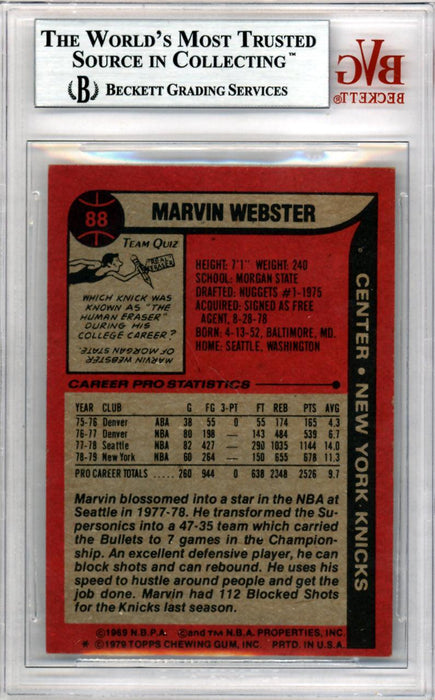 THE WORLD'S MOST TRUSTED
SOURCE IN COLLECTING™
B BECKETT GRADING SERVICES
BVG
BECKETT®
88
MARVIN WEBSTER
TEAM QUIZ
REAL ERASER
WHICH KNICK WAS
KNOWN AS "THE
HUMAN ERASER"
DURING HIS
COLLEGE CAREER?
MARVIN WEBSTER
OF MORGAN STATE.
HEIGHT: 7'1" WEIGHT: 240
SCHOOL: MORGAN STATE
DRAFTED: NUGGETS #1-1975
ACQUIRED: SIGNED AS FREE
AGENT, 8-28-78
BORN: 4-13-52, BALTIMORE, MD.
HOME: SEATTLE, WASHINGTON
CENTER • NEW YORK KNICKS
CAREER PRO STATISTICS
YEAR CLUB G FG 3-PT FT REB PTS AVG
75-76 Denver ABA 38 55 0 55 174 165 4.3
76-77 Denver NBA 80 198 — 143 484 539 6.7
77-78 Seattle NBA 82 427 — 290 1035 1144 14.0
78-79 New York NBA 60 264 — 150 655 678 11.3
PRO CAREER TOTALS 260 944 0 638 2348 2526 9.7
Marvin blossomed into a star in the NBA at
Seattle in 1977-78. He transformed the Su-
personics into a 47-35 team which carried
the Bullets to 7 games in the Champion-
ship. An excellent defensive player, he can
block shots and can rebound. He uses his
speed to hustle around people and get the
job done. Marvin had 112 Blocked Shots
for the Knicks last season.
©1969 N.B.P.A. ©and TM N.B.A. PROPERTIES, INC.
* ©1979 TOPPS CHEWING GUM, INC. PRTD. IN U.S.A.